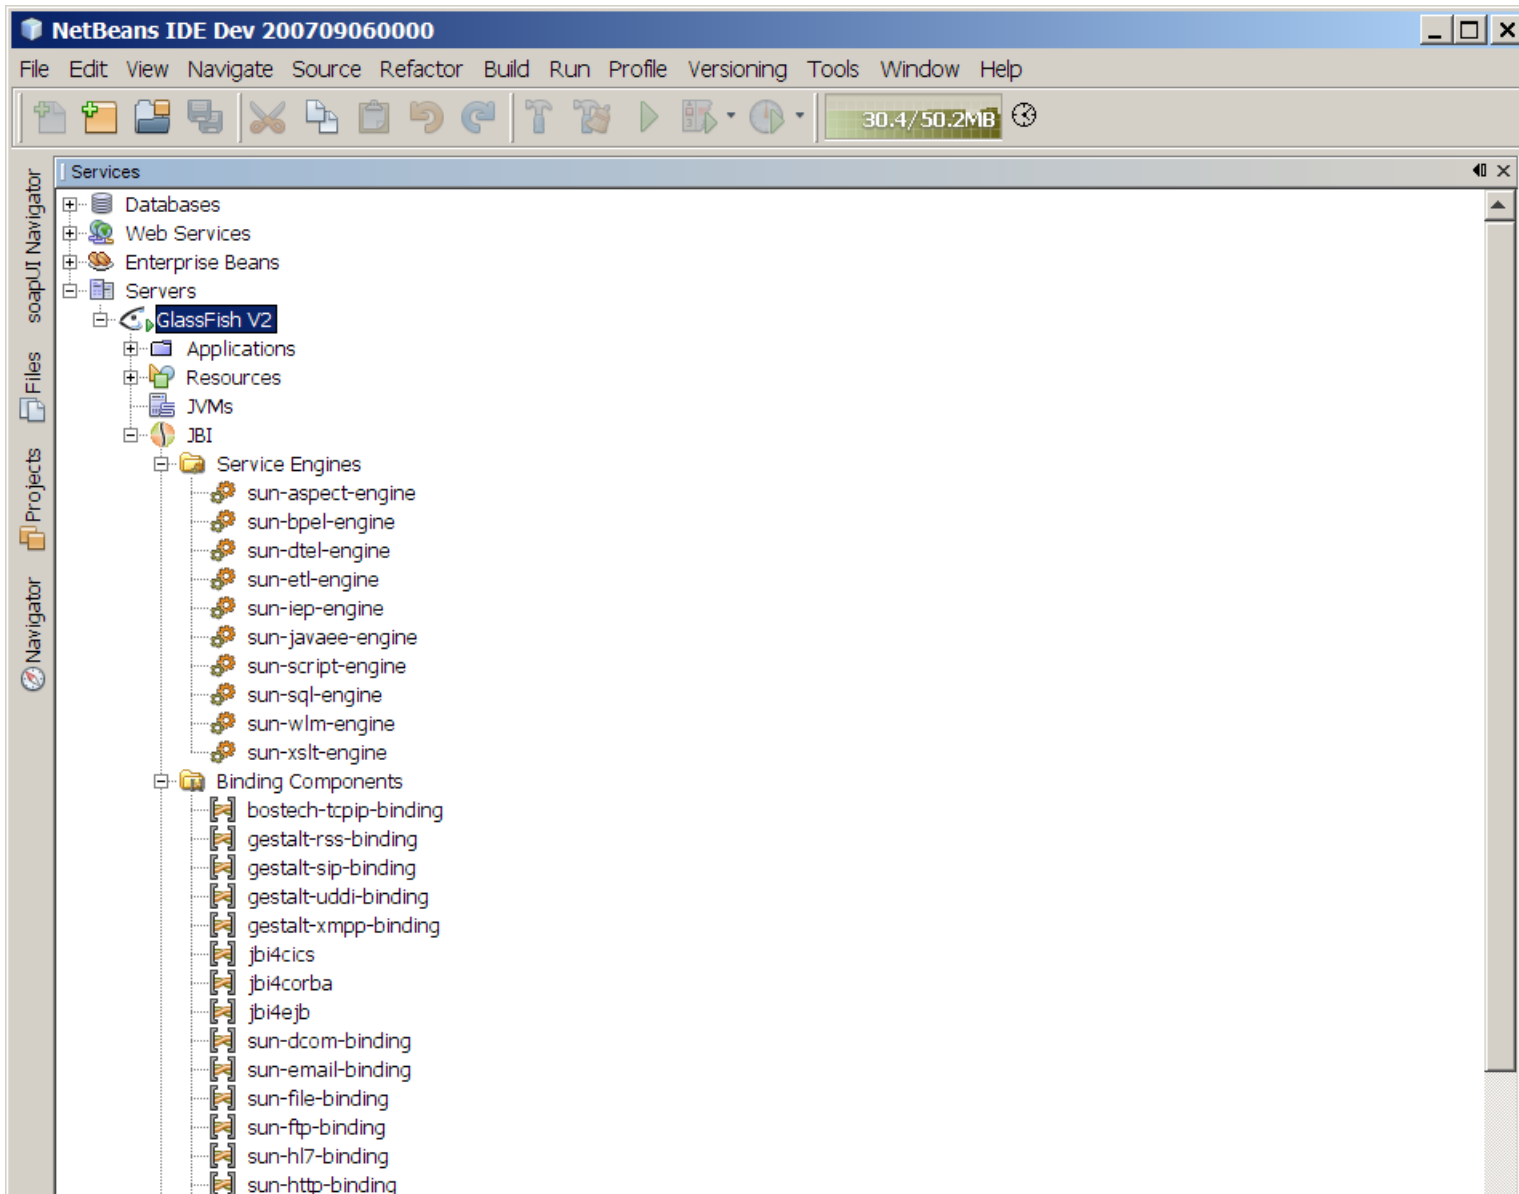 NetBeans IDE Dev 200709060000
File Edit View Navigate Source Refactor Build Run Profile Versioning Tools Window Help
30.4/50.2MB
soapUI Navigator
Files
Projects
Navigator
Services
Databases
Web Services
Enterprise Beans
Servers
GlassFish V2
Applications
Resources
JVMs
JBI
Service Engines
sun-aspect-engine
sun-bpel-engine
sun-dtel-engine
sun-etl-engine
sun-iep-engine
sun-javaee-engine
sun-script-engine
sun-sql-engine
sun-wlm-engine
sun-xslt-engine
Binding Components
bostech-tcpip-binding
gestalt-rss-binding
gestalt-sip-binding
gestalt-uddi-binding
gestalt-xmpp-binding
jbi4cics
jbi4corba
jbi4ejb
sun-dcom-binding
sun-email-binding
sun-file-binding
sun-ftp-binding
sun-hl7-binding
sun-http-binding